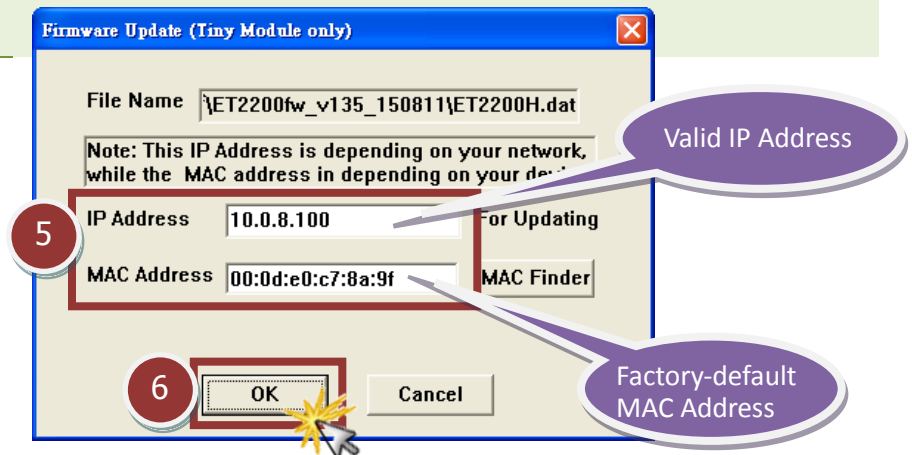 Firmware Update (Tiny Module only)
File Name \ET2200fw_v135_150811\ET2200H.dat
Note: This IP Address is depending on your network,
while the MAC address in depending on your
Valid IP Address
5
IP Address 10.0.8.100 For Updating
MAC Address 00:0d:e0:c7:8a:9f MAC Finder
Factory-default
MAC Address
6
OK Cancel